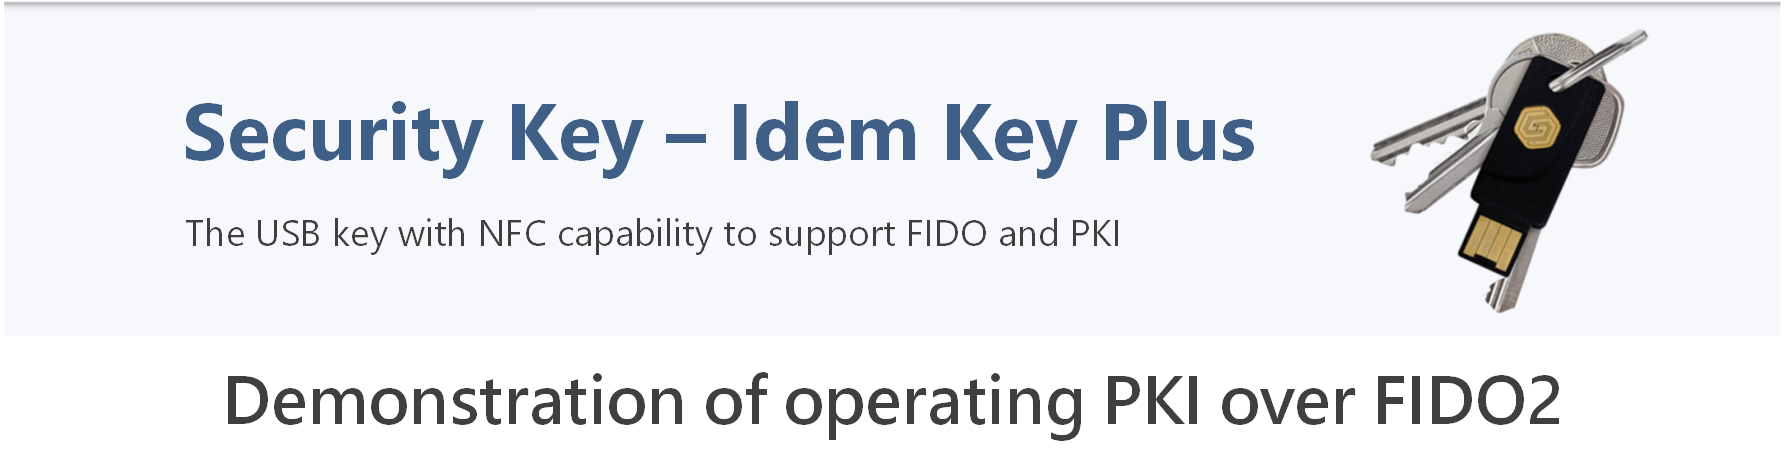 Security Key – Idem Key Plus
The USB key with NFC capability to support FIDO and PKI
Demonstration of operating PKI over FIDO2